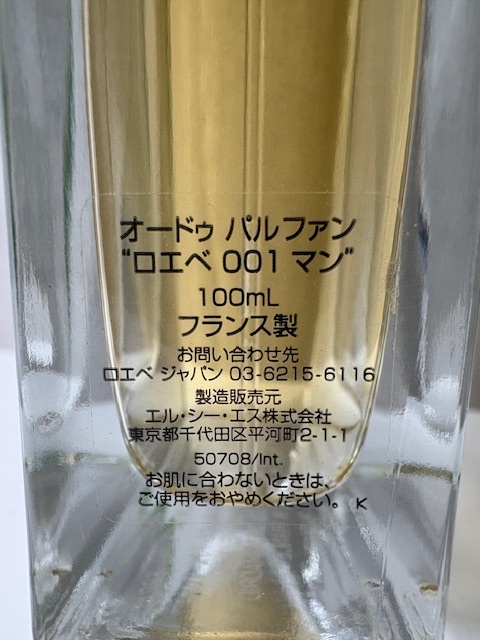 オードゥ パルファン
“ロエベ 001 マン”
100mL
フランス製
お問い合わせ先
ロエベ ジャパン 03-6215-6116
製造販売元
エル・シー・エス株式会社
東京都千代田区平河町2-1-1
50708/Int.
お肌に合わないときは、
ご使用をおやめください。 K